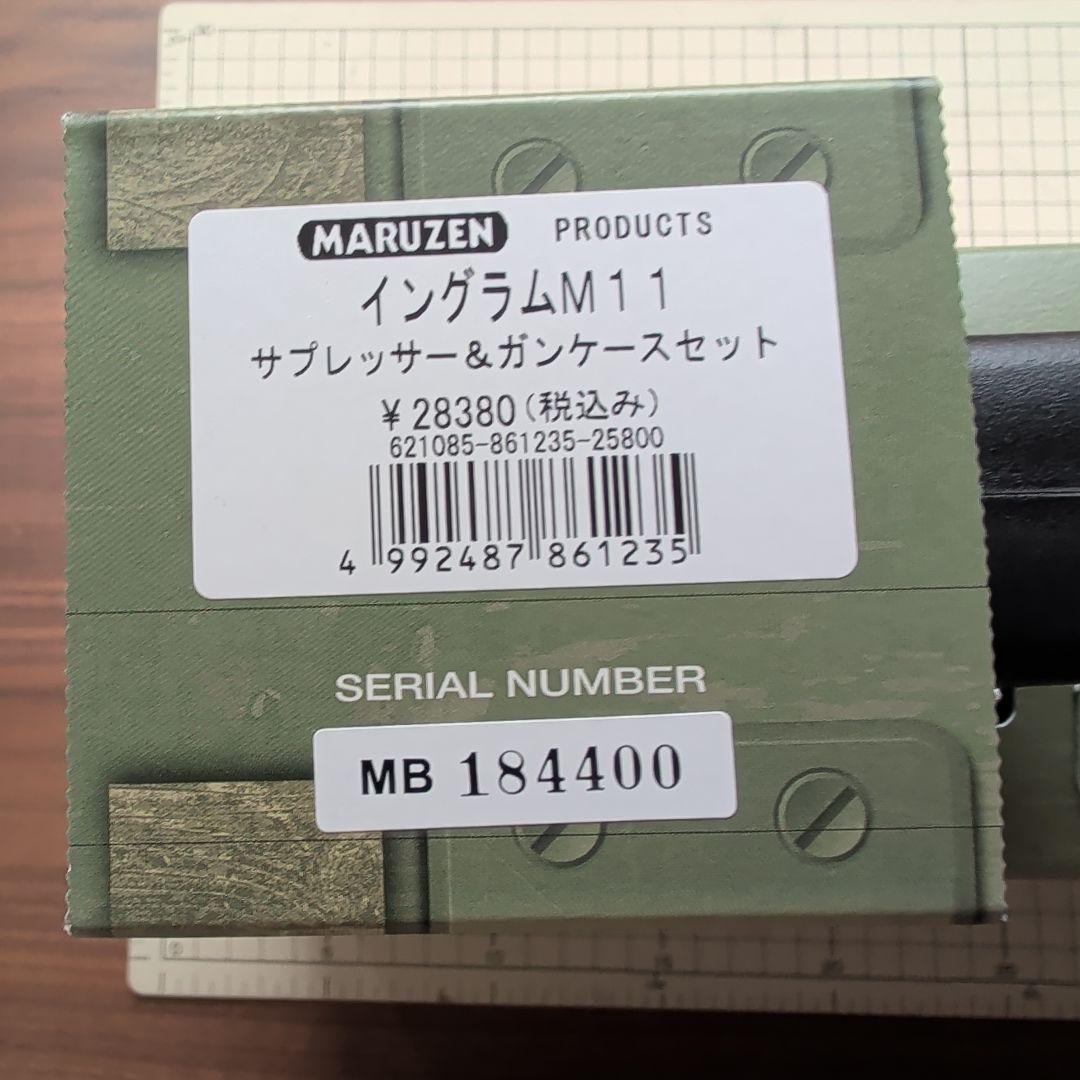 MARUZEN PRODUCTS
イングラムM11
サプレッサー&ガンケースセット
¥28380(税込み)
621085-861235-25800
4 992487 861235
SERIAL NUMBER
MB 184400